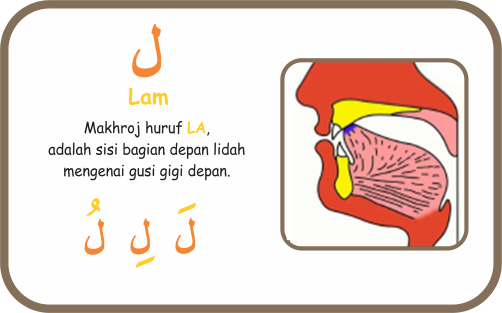 ل
Lam
Makhroj huruf LA,
adalah sisi bagian depan lidah
mengenai gusi gigi depan.
لَ لِ لُ